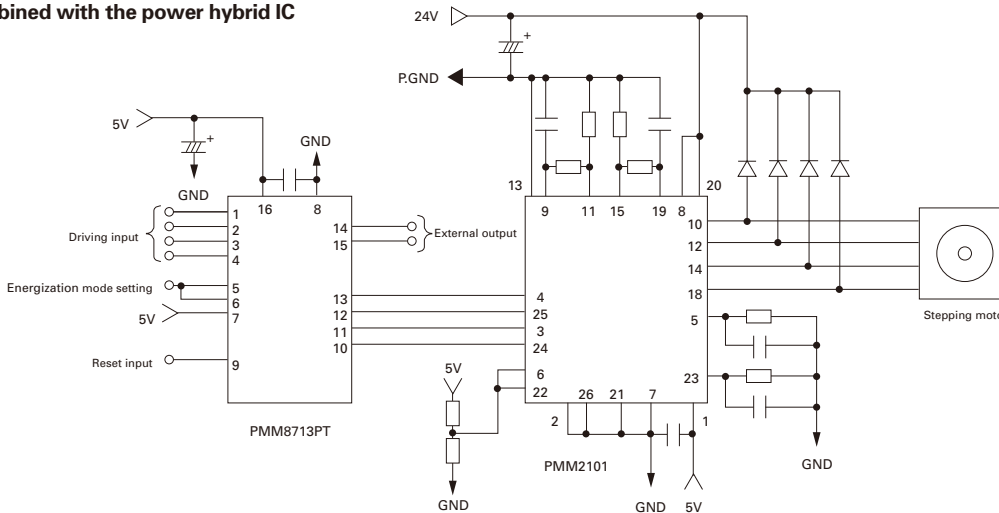 bined with the power hybrid IC
24V
+
P.GND
5V
+
GND
GND
13
20
16
8
9
11
15
19
8
Driving input
1
2
3
4
14
15
External output
10
12
14
18
Energization mode setting
5
6
5V
7
13
12
11
10
4
25
3
24
5
Stepping moto
Reset input
9
5V
6
22
23
26
21
7
2
1
PMM8713PT
PMM2101
GND
GND
GND
5V